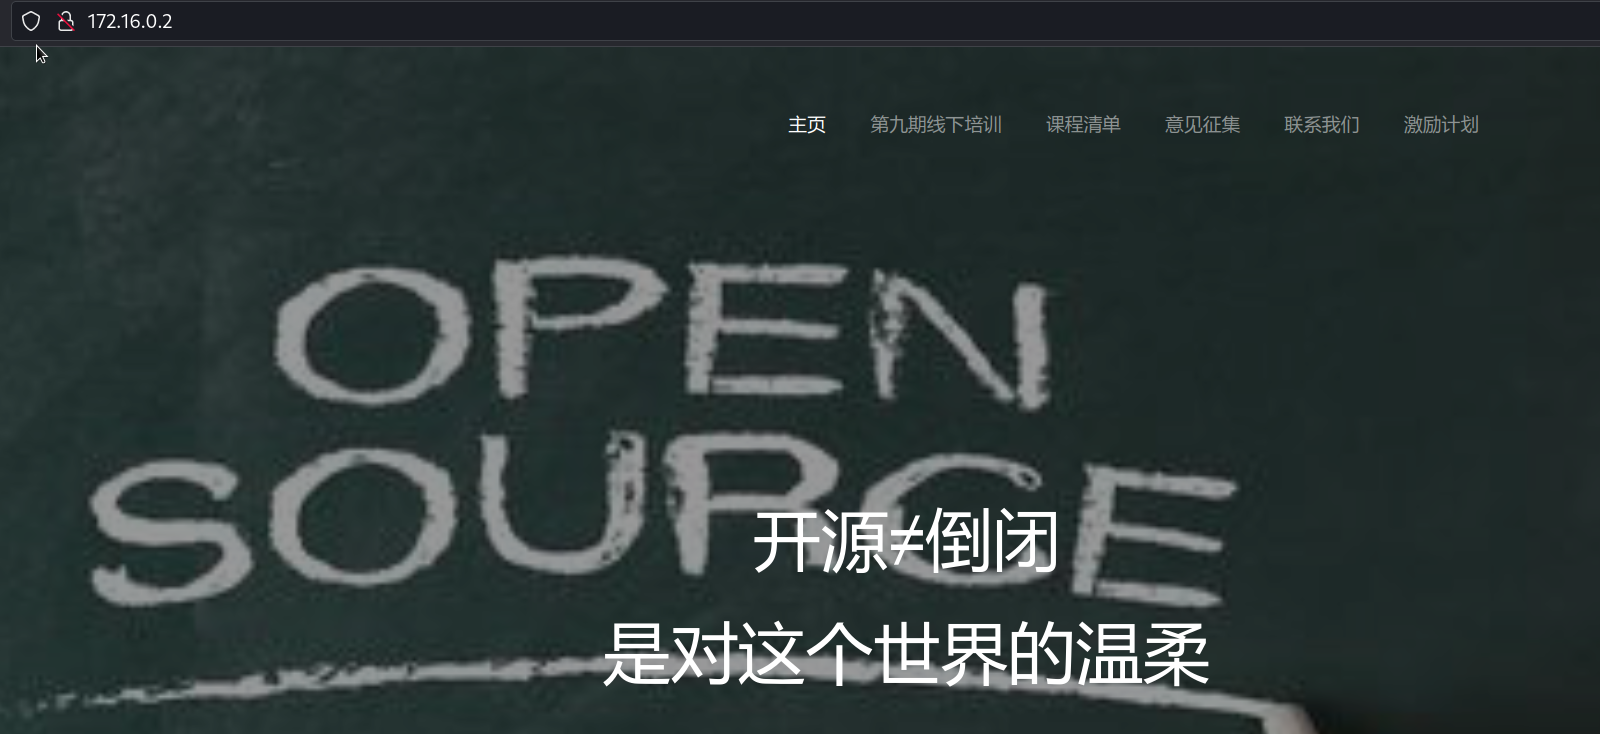 172.16.0.2
主页 第九期线下培训 课程清单 意见征集 联系我们 激励计划
OPEN
SOURCE
开源≠倒闭
是对这个世界的温柔